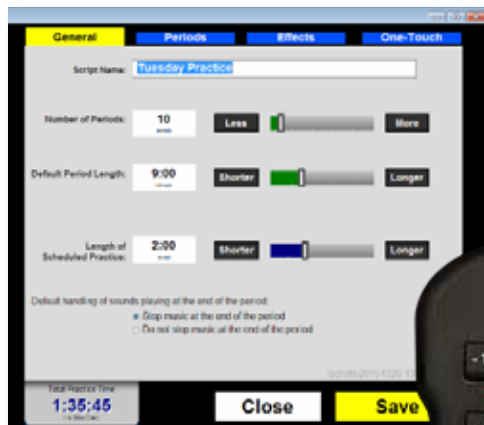 General Periods Effects One-Touch
Script Name: Tuesday Practice
Number of Periods: 10 Less More
Default Period Length: 9:00 Shorter Longer
Length of
Scheduled Practice: 2:00 Shorter Longer
Default handling of sounds playing at the end of the period:
Stop music at the end of the period
Do not stop music at the end of the period
Total Practice Time
1:35:45
Close Save